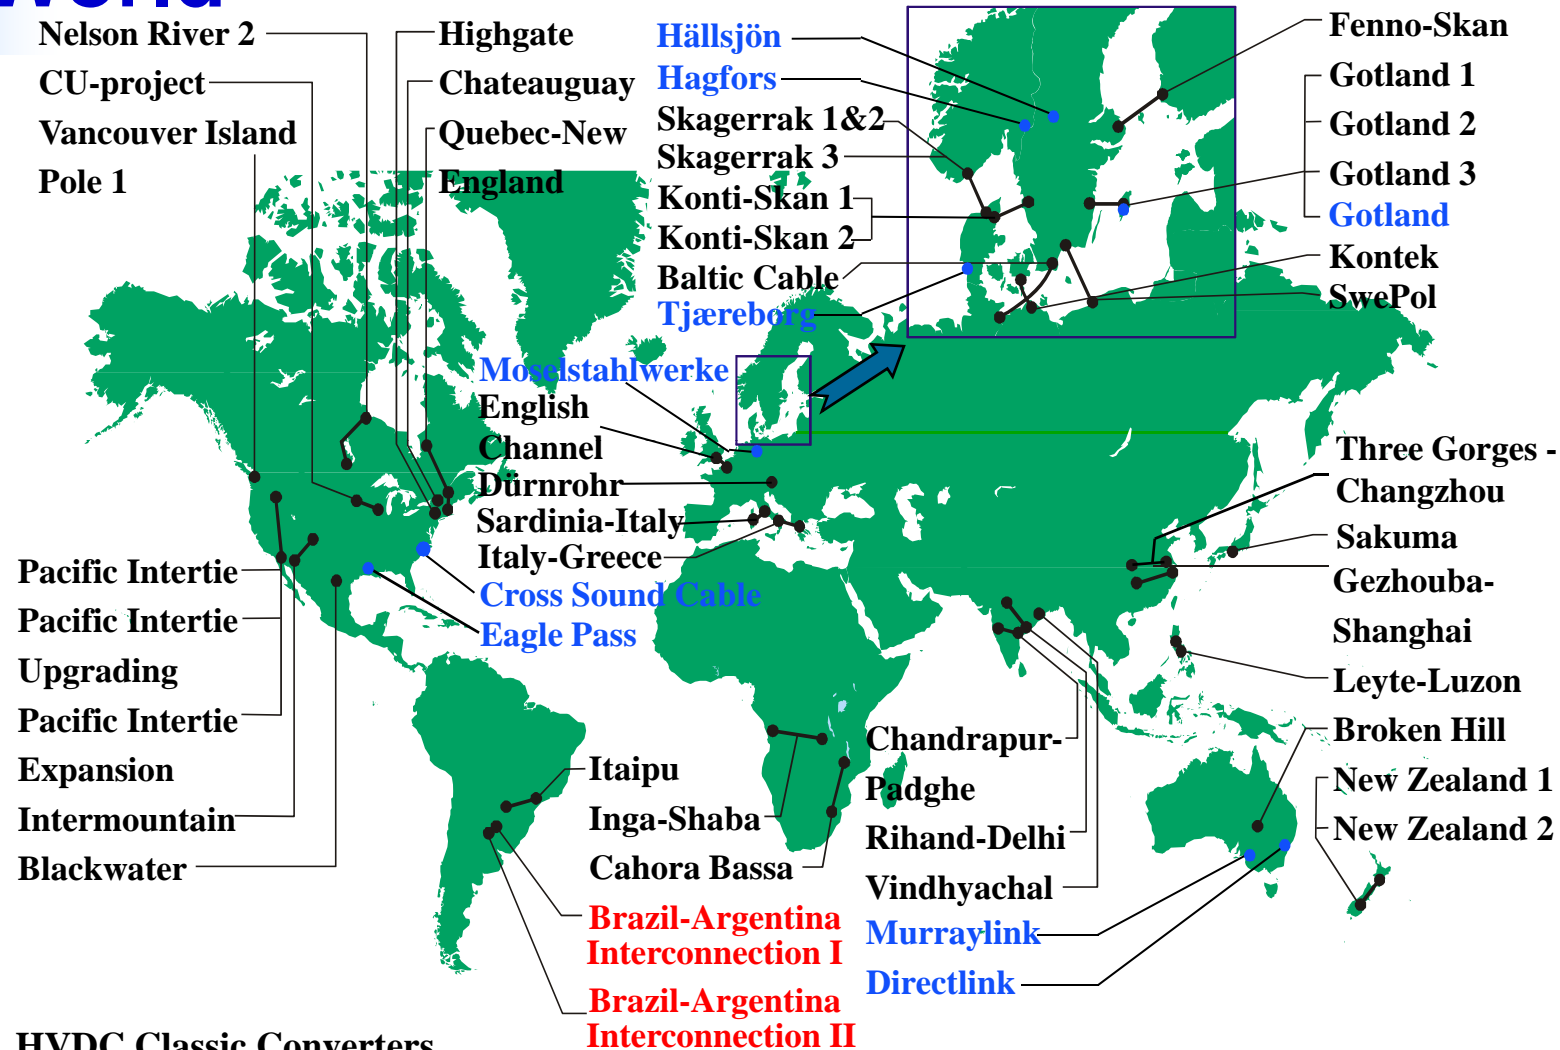 World
Nelson River 2
CU-project
Vancouver Island
Pole 1
Highgate
Chateauguay
Quebec-New
England
Hällsjön
Hagfors
Skagerrak 1&2
Skagerrak 3
Konti-Skan 1
Konti-Skan 2
Baltic Cable
Tjæreborg
Fenno-Skan
Gotland 1
Gotland 2
Gotland 3
Gotland
Kontek
SwePol
Moselstahlwerke
English
Channel
Dürnrohr
Sardinia-Italy
Italy-Greece
Cross Sound Cable
Eagle Pass
Three Gorges -
Changzhou
Sakuma
Gezhouba-
Shanghai
Leyte-Luzon
Broken Hill
New Zealand 1
New Zealand 2
Pacific Intertie
Pacific Intertie
Upgrading
Pacific Intertie
Expansion
Intermountain
Blackwater
Itaipu
Inga-Shaba
Cahora Bassa
Brazil-Argentina
Interconnection I
Brazil-Argentina
Interconnection II
Chandrapur-
Padghe
Rihand-Delhi
Vindhyachal
Murraylink
Directlink
HVDC Classic Converters